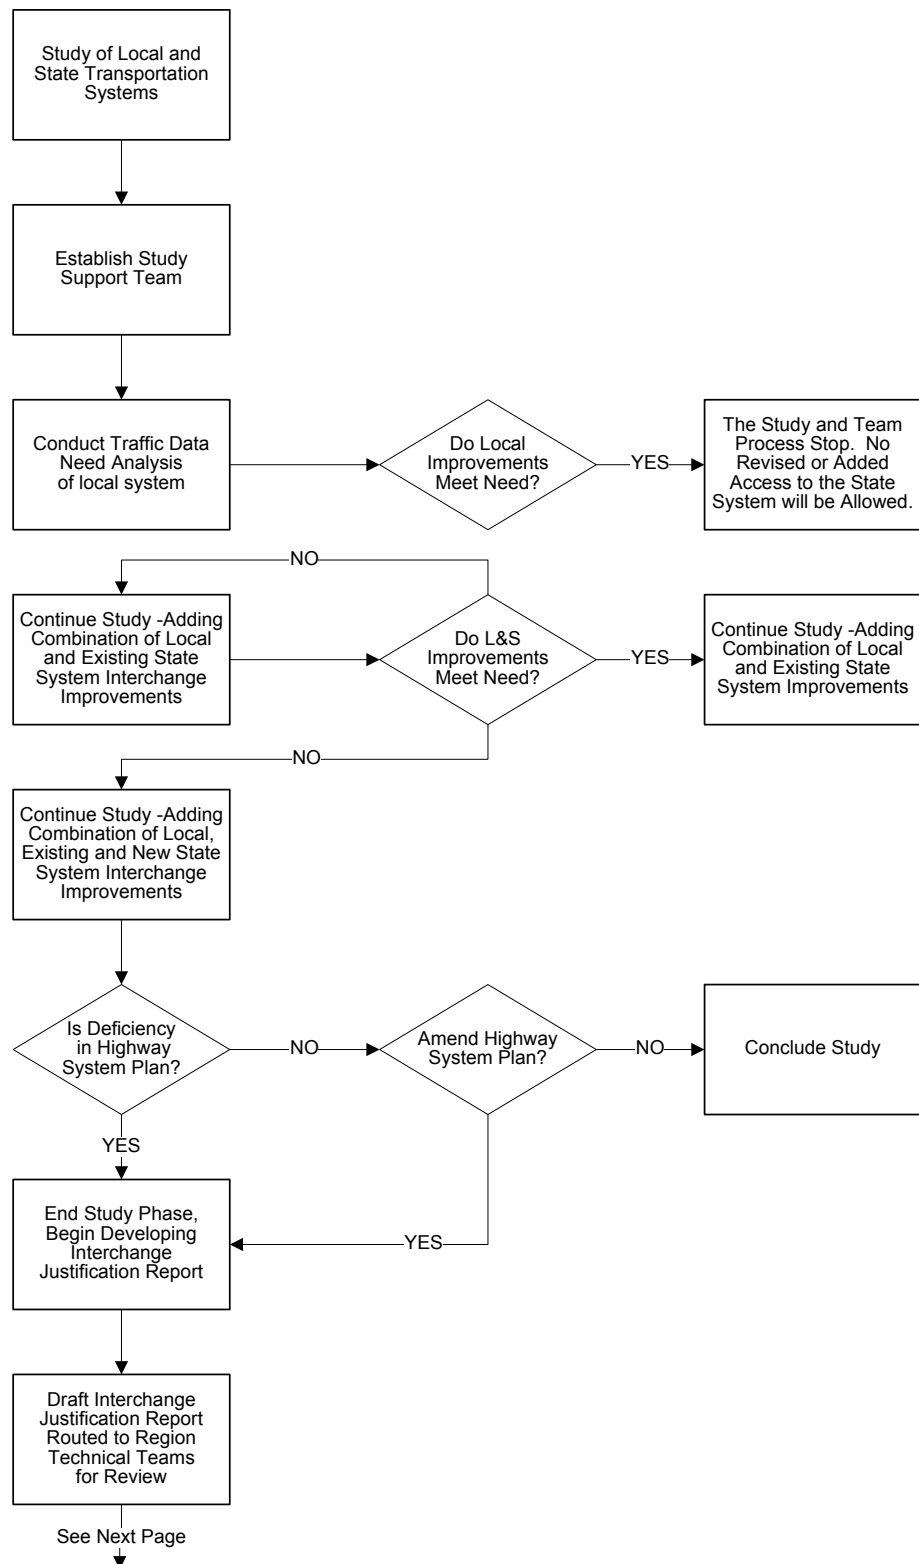 Study of Local and
State Transportation
Systems
Establish Study
Support Team
Conduct Traffic Data
Need Analysis
of local system
Do Local
Improvements
Meet Need?
YES
The Study and Team
Process Stop.  No
Revised or Added
Access to the State
System will be Allowed.
NO
Continue Study -Adding
Combination of Local
and Existing State
System Interchange
Improvements
Do L&S
Improvements
Meet Need?
YES
Continue Study -Adding
Combination of Local
and Existing State
System Improvements
NO
Continue Study -Adding
Combination of Local,
Existing and New State
System Interchange
Improvements
Is Deficiency
in Highway
System Plan?
NO
Amend Highway
System Plan?
NO
Conclude Study
YES
End Study Phase,
Begin Developing
Interchange
Justification Report
YES
Draft Interchange
Justification Report
Routed to Region
Technical Teams
for Review
See Next Page